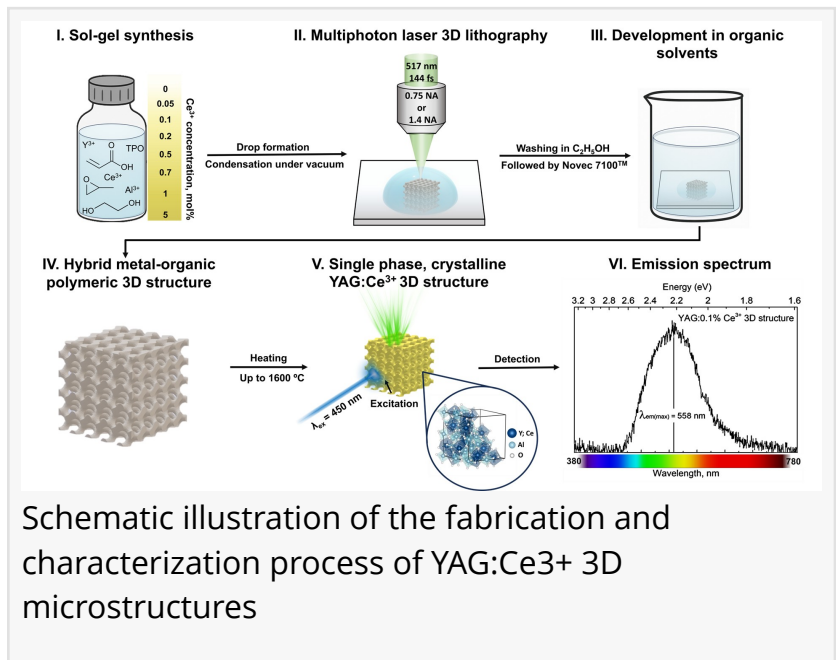 I. Sol-gel synthesis
II. Multiphoton laser 3D lithography
III. Development in organic
solvents
Y³⁺
O
TPO
OH
O
Ce³⁺
Al³⁺
HO
OH
0
0.05
0.1
0.2
0.5
0.7
1
5
Ce³⁺ concentration, mol%
Drop formation
Condensation under vacuum
517 nm
144 fs
0.75 NA
or
1.4 NA
Washing in C₂H₅OH
Followed by Novec 7100™
IV. Hybrid metal-organic
polymeric 3D structure
V. Single phase, crystalline
YAG:Ce³⁺ 3D structure
VI. Emission spectrum
Heating
Up to 1600 ºC
λex = 450 nm
Excitation
Y; Ce
Al
O
Detection
Energy (eV)
3.2 3 2.8 2.6 2.4 2.2 2 1.8 1.6
YAG:0.1% Ce³⁺ 3D structure
λem(max) = 558 nm
380 780
Wavelength, nm
Schematic illustration of the fabrication and
characterization process of YAG:Ce3+ 3D
microstructures